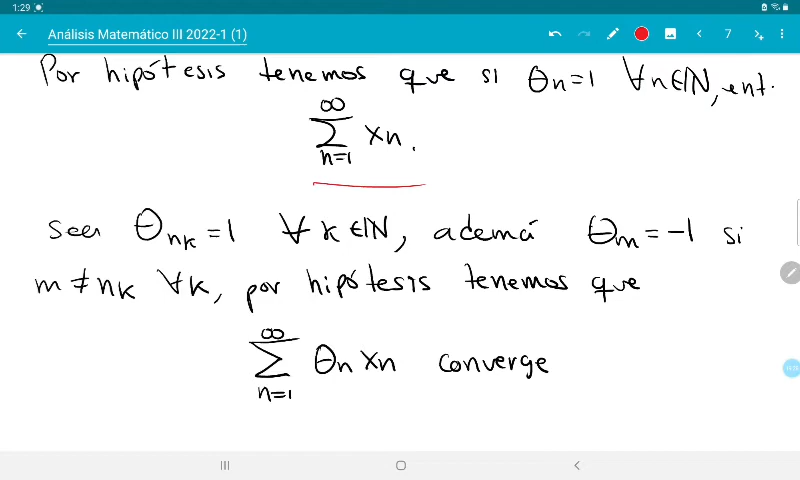 1:29
Análisis Matemático III 2022-1 (1)
7
Por hipótesis tenemos que si θn=1 ∀n∈ℕ, ent.
∞
∑ xn.
n=1
sea θnk=1 ∀k∈ℕ, ademá θm=-1 si
m≠nk ∀k, por hipótesis tenemos que
∞
∑ θn xn converge
n=1